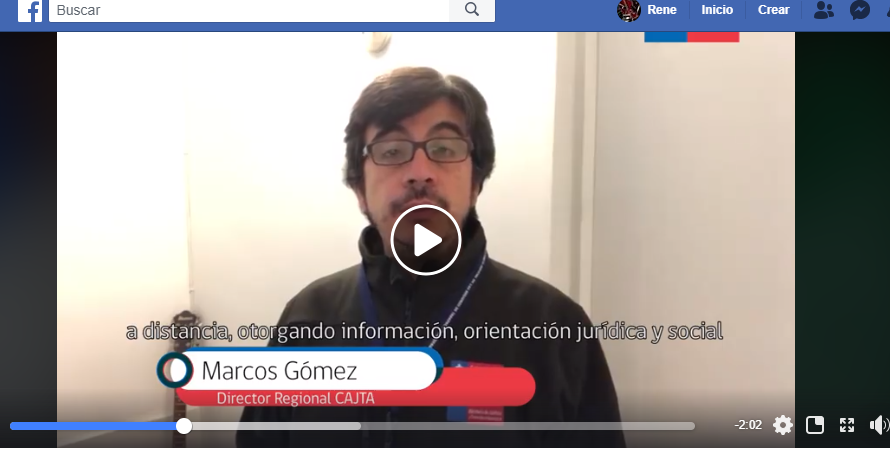 Buscar
Rene
Inicio
Crear
a distancia, otorgando información, orientación jurídica y social
Marcos Gómez
Director Regional CAJTA
-2:02